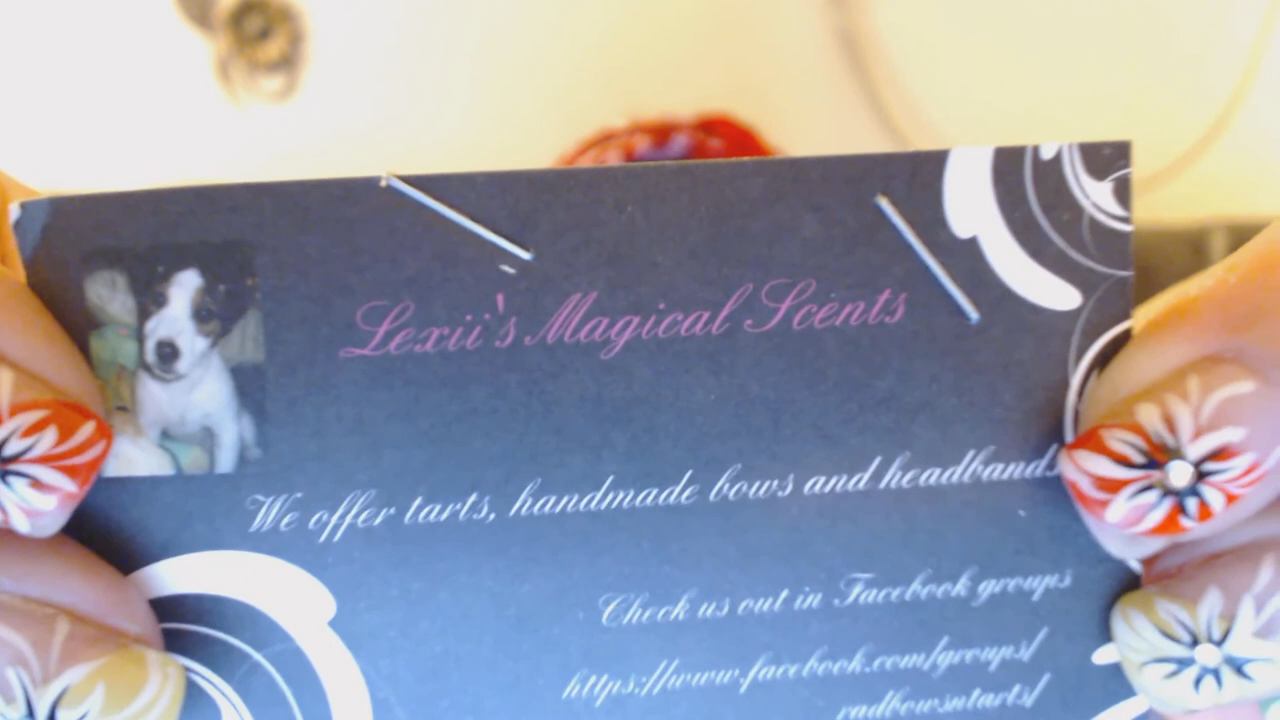 Lexii's Magical Scents
We offer tarts, handmade bows and headbands
Check us out in Facebook groups
https://www.facebook.com/groups/
radbowsntarts/